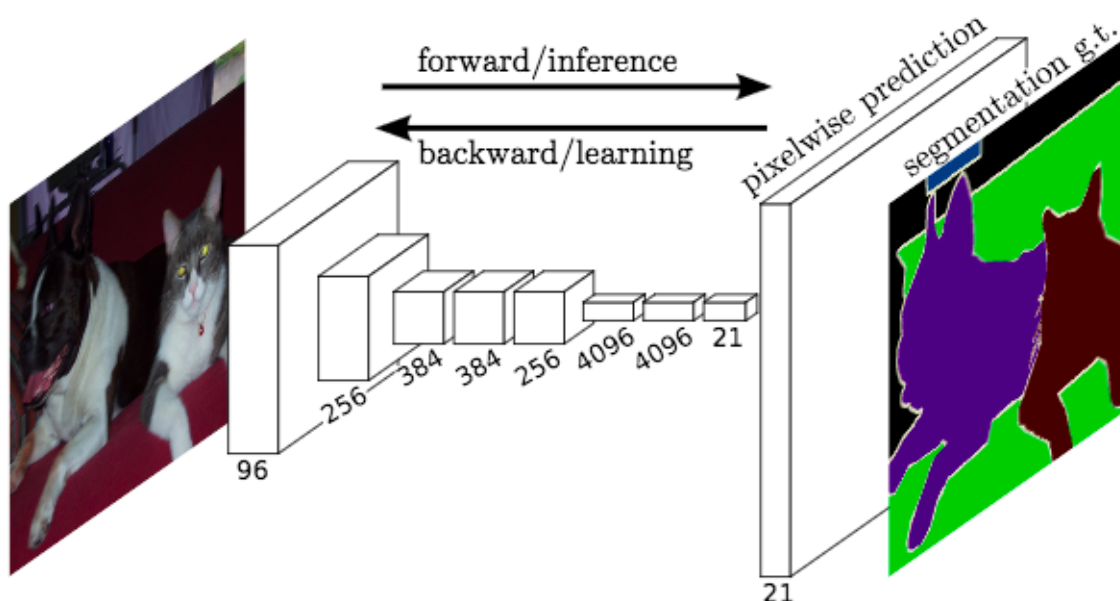 forward/inference
backward/learning
pixelwise prediction
segmentation g.t.
96
256
384
384
256
4096
4096
21
21